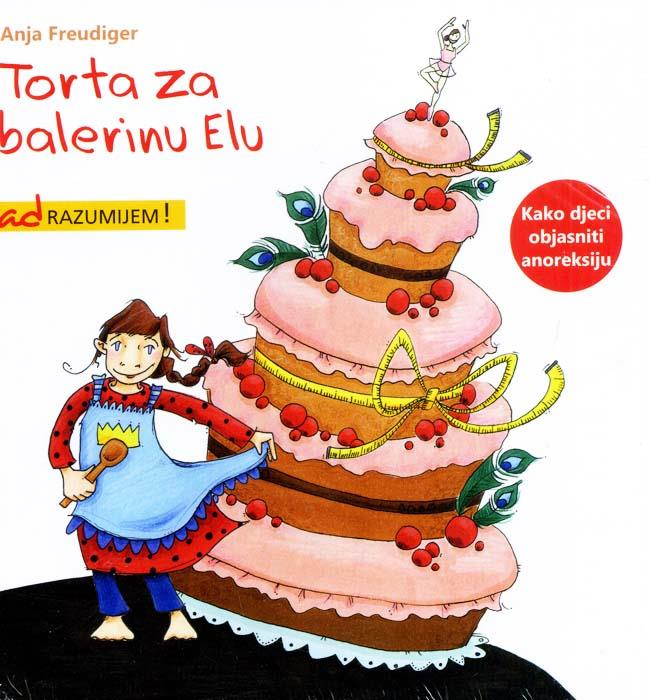 Anja Freudiger
Torta za
balerinu Elu
ad RAZUMIJEM!
Kako djeci
objasniti
anoreksiju